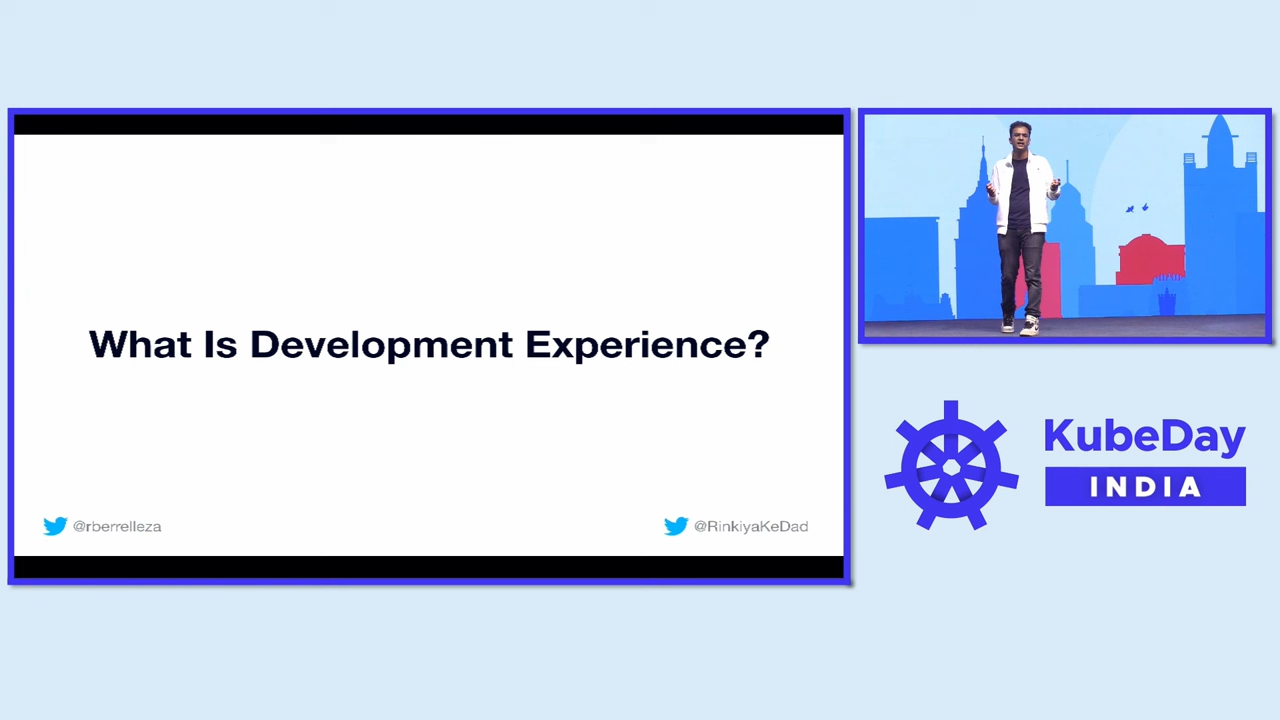 What Is Development Experience?
@rberrelleza
@RinkiyaKeDad
KubeDay
INDIA